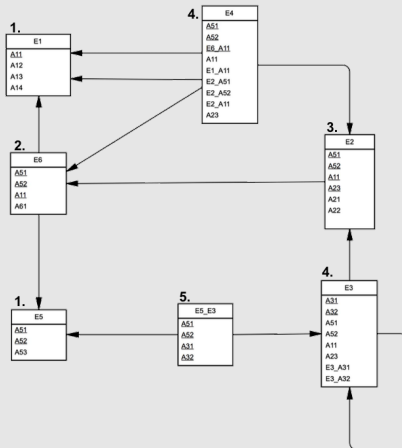 1.
E1
A11
A12
A13
A14
4.
E4
A51
A52
E6_A11
A11
E1_A11
E2_A51
E2_A52
E2_A11
A23
2.
E6
A51
A52
A11
A61
3.
E2
A51
A52
A11
A23
A21
A22
1.
E5
A51
A52
A53
5.
E5_E3
A51
A52
A31
A32
4.
E3
A31
A32
A51
A52
A11
A23
E3_A31
E3_A32